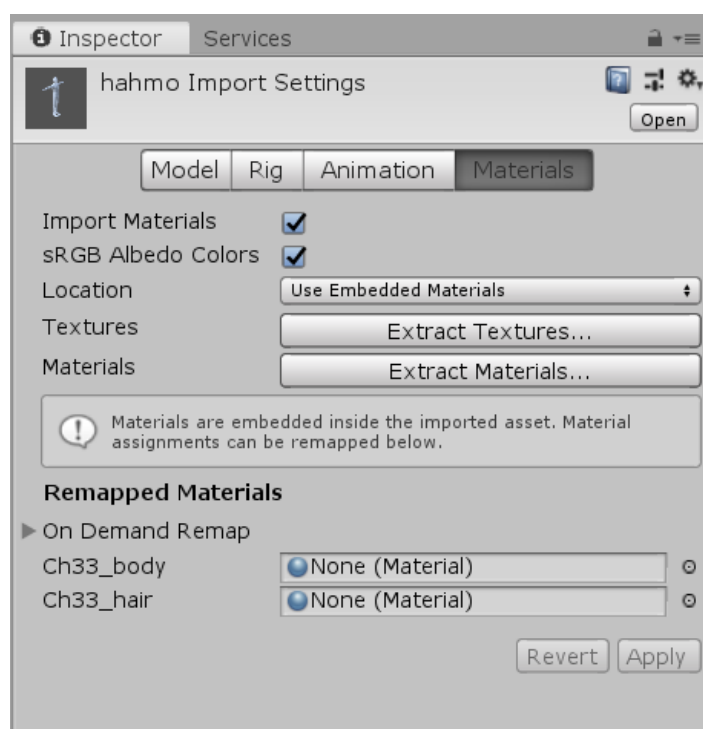 Inspector Services
hahmo Import Settings
Open
Model Rig Animation Materials
Import Materials
sRGB Albedo Colors
Location Use Embedded Materials
Textures Extract Textures...
Materials Extract Materials...
Materials are embedded inside the imported asset. Material
assignments can be remapped below.
Remapped Materials
On Demand Remap
Ch33_body None (Material)
Ch33_hair None (Material)
Revert Apply